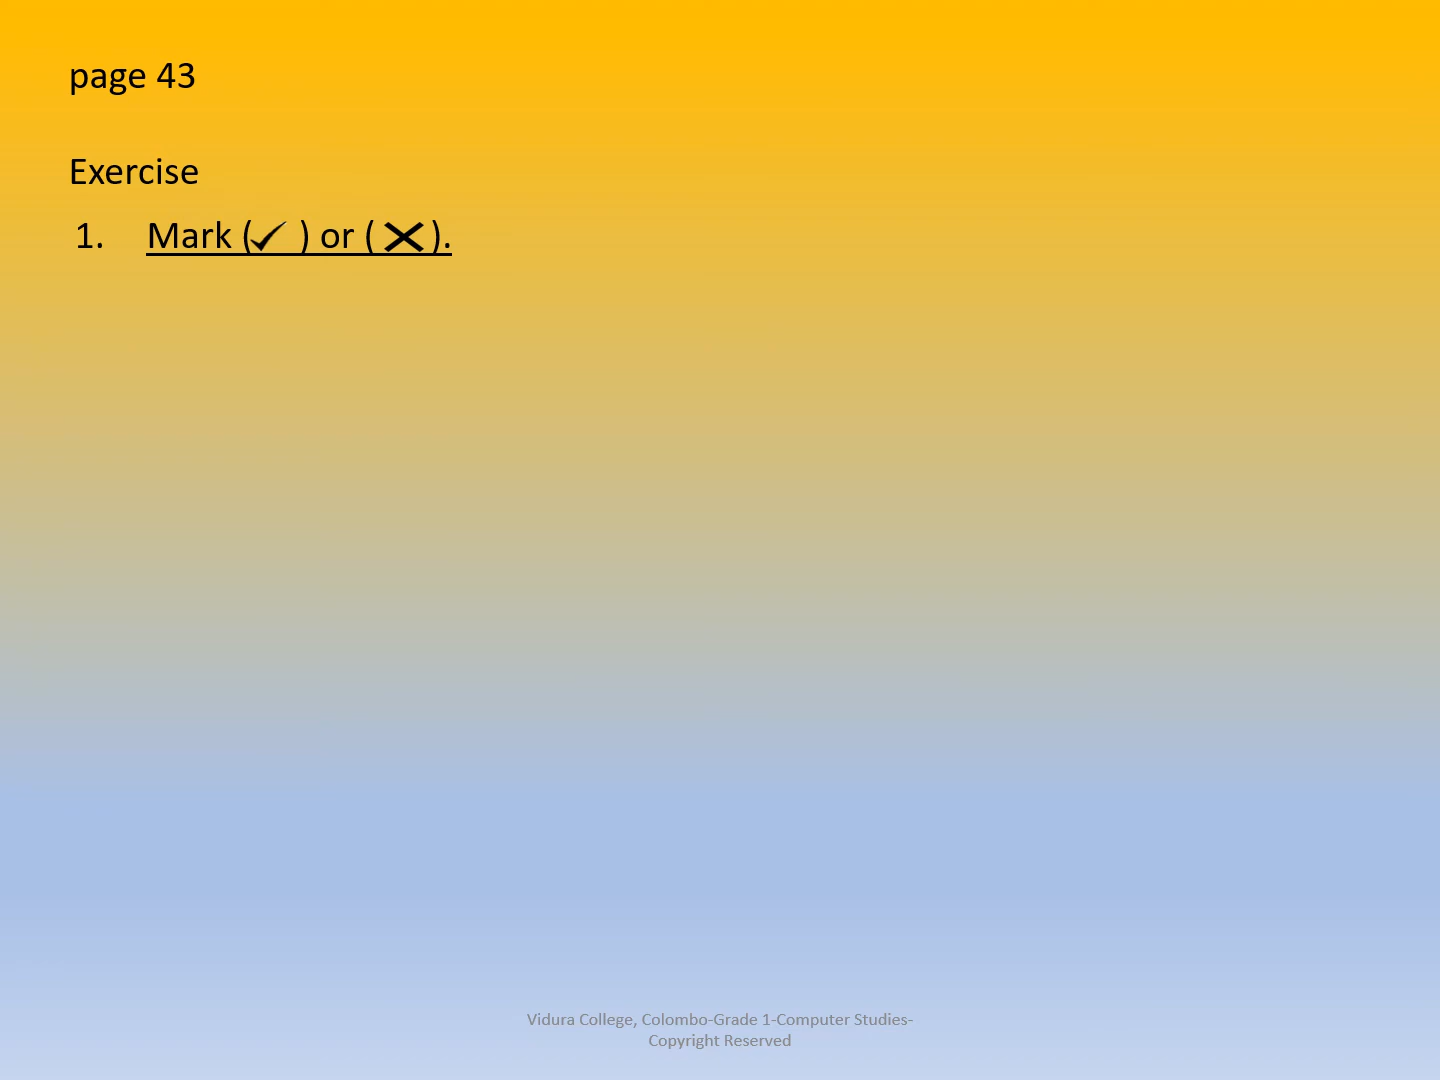 page 43
Exercise
1. Mark (✓ ) or ( ✕ ).
Vidura College, Colombo-Grade 1-Computer Studies-
Copyright Reserved